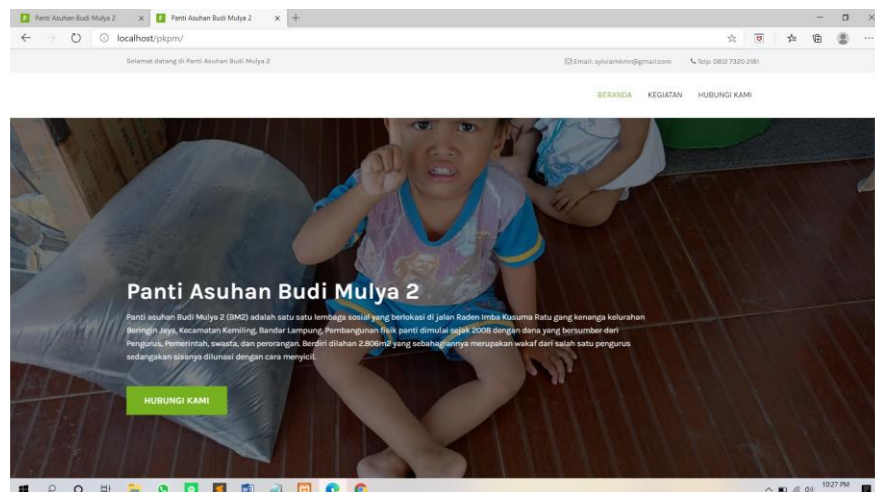 Panti Asuhan Budi Mulya 2
Panti Asuhan Budi Mulya 2
localhost/pkpm/
Selamat datang di Panti Asuhan Budi Mulya 2
Email: sylviamkmr@gmail.com
Telp: 0812 7320 2181
BERANDA KEGIATAN HUBUNGI KAMI
Panti Asuhan Budi Mulya 2
Panti asuhan Budi Mulya 2 (BM2) adalah satu satu lembaga sosial yang berlokasi di jalan Raden Imba Kusuma Ratu gang kenanga kelurahan
Beringin Jaya, Kecamatan Kemiling, Bandar Lampung, Pembangunan fisik panti dimulai sejak 2008 dengan dana yang bersumber dari
Pengurus, Pemerintah, swasta, dan perorangan. Berdiri dilahan 2.806m2 yang sebahagiannya merupakan wakaf dari salah satu pengurus
sedangakan sisanya dilunasi dengan cara menyicil.
HUBUNGI KAMI
10:27 PM